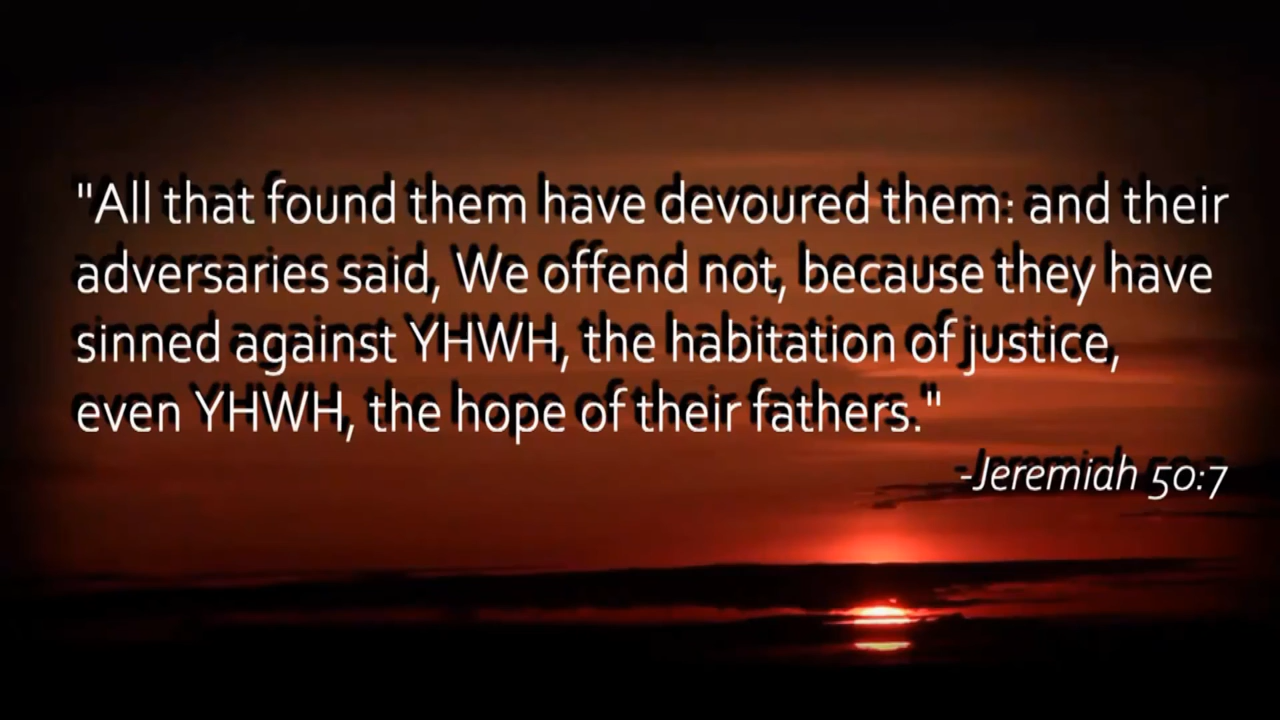 "All that found them have devoured them: and their
adversaries said, We offend not, because they have
sinned against YHWH, the habitation of justice,
even YHWH, the hope of their fathers."
-Jeremiah 50:7